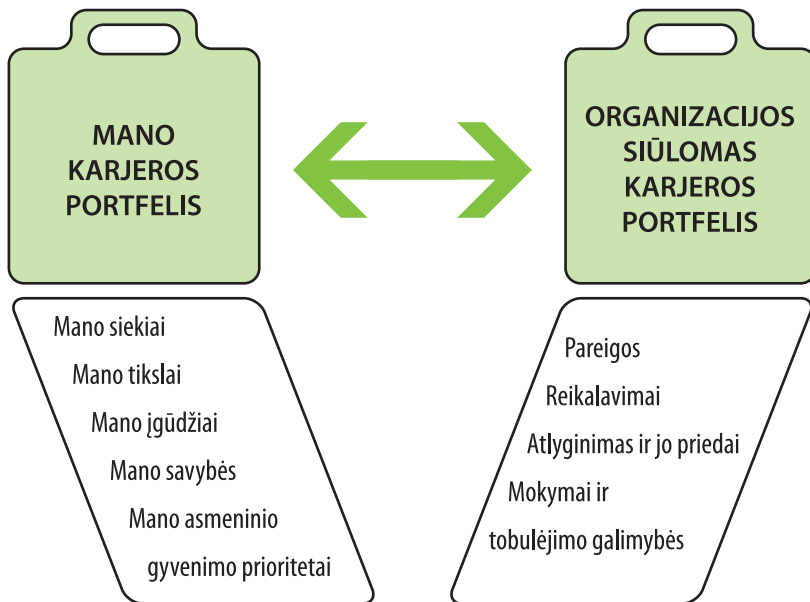 MANO
KARJEROS
PORTFELIS
ORGANIZACIJOS
SIŪLOMAS
KARJEROS
PORTFELIS
Mano siekiai
Mano tikslai
Mano įgūdžiai
Mano savybės
Mano asmeninio
gyvenimo prioritetai
Pareigos
Reikalavimai
Atlyginimas ir jo priedai
Mokymai ir
tobulėjimo galimybės